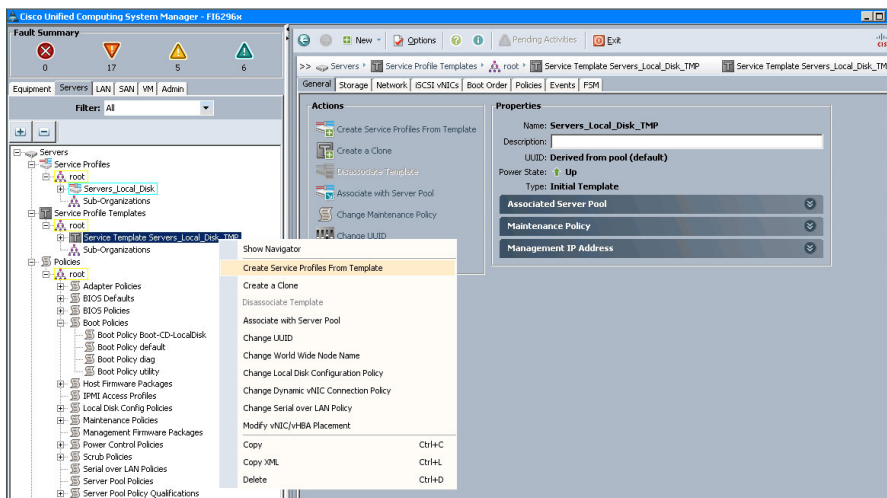 Cisco Unified Computing System Manager - FI6296x
Fault Summary
0 17 5 6
Equipment Servers LAN SAN VM Admin
Filter: All
Servers
Service Profiles
root
Servers_Local_Disk
Sub-Organizations
Service Profile Templates
root
Service Template Servers_Local_Disk_TMP
Sub-Organizations
Policies
root
Adapter Policies
BIOS Defaults
BIOS Policies
Boot Policies
Boot Policy Boot-CD-LocalDisk
Boot Policy default
Boot Policy diag
Boot Policy utility
Host Firmware Packages
IPMI Access Profiles
Local Disk Config Policies
Maintenance Policies
Management Firmware Packages
Power Control Policies
Scrub Policies
Serial over LAN Policies
Server Pool Policies
Server Pool Policy Qualifications
New Options Pending Activities Exit
>> Servers Service Profile Templates root Service Template Servers_Local_Disk_TMP Service Template Servers_Local_Disk_TM
General Storage Network iSCSI vNICs Boot Order Policies Events FSM
Actions
Create Service Profiles From Template
Create a Clone
Disassociate Template
Associate with Server Pool
Change Maintenance Policy
Change UUID
Properties
Name: Servers_Local_Disk_TMP
Description:
UUID: Derived from pool (default)
Power State: Up
Type: Initial Template
Associated Server Pool
Maintenance Policy
Management IP Address
Show Navigator
Create Service Profiles From Template
Create a Clone
Disassociate Template
Associate with Server Pool
Change UUID
Change World Wide Node Name
Change Local Disk Configuration Policy
Change Dynamic vNIC Connection Policy
Change Serial over LAN Policy
Modify vNIC/vHBA Placement
Copy Ctrl+C
Copy XML Ctrl+L
Delete Ctrl+D